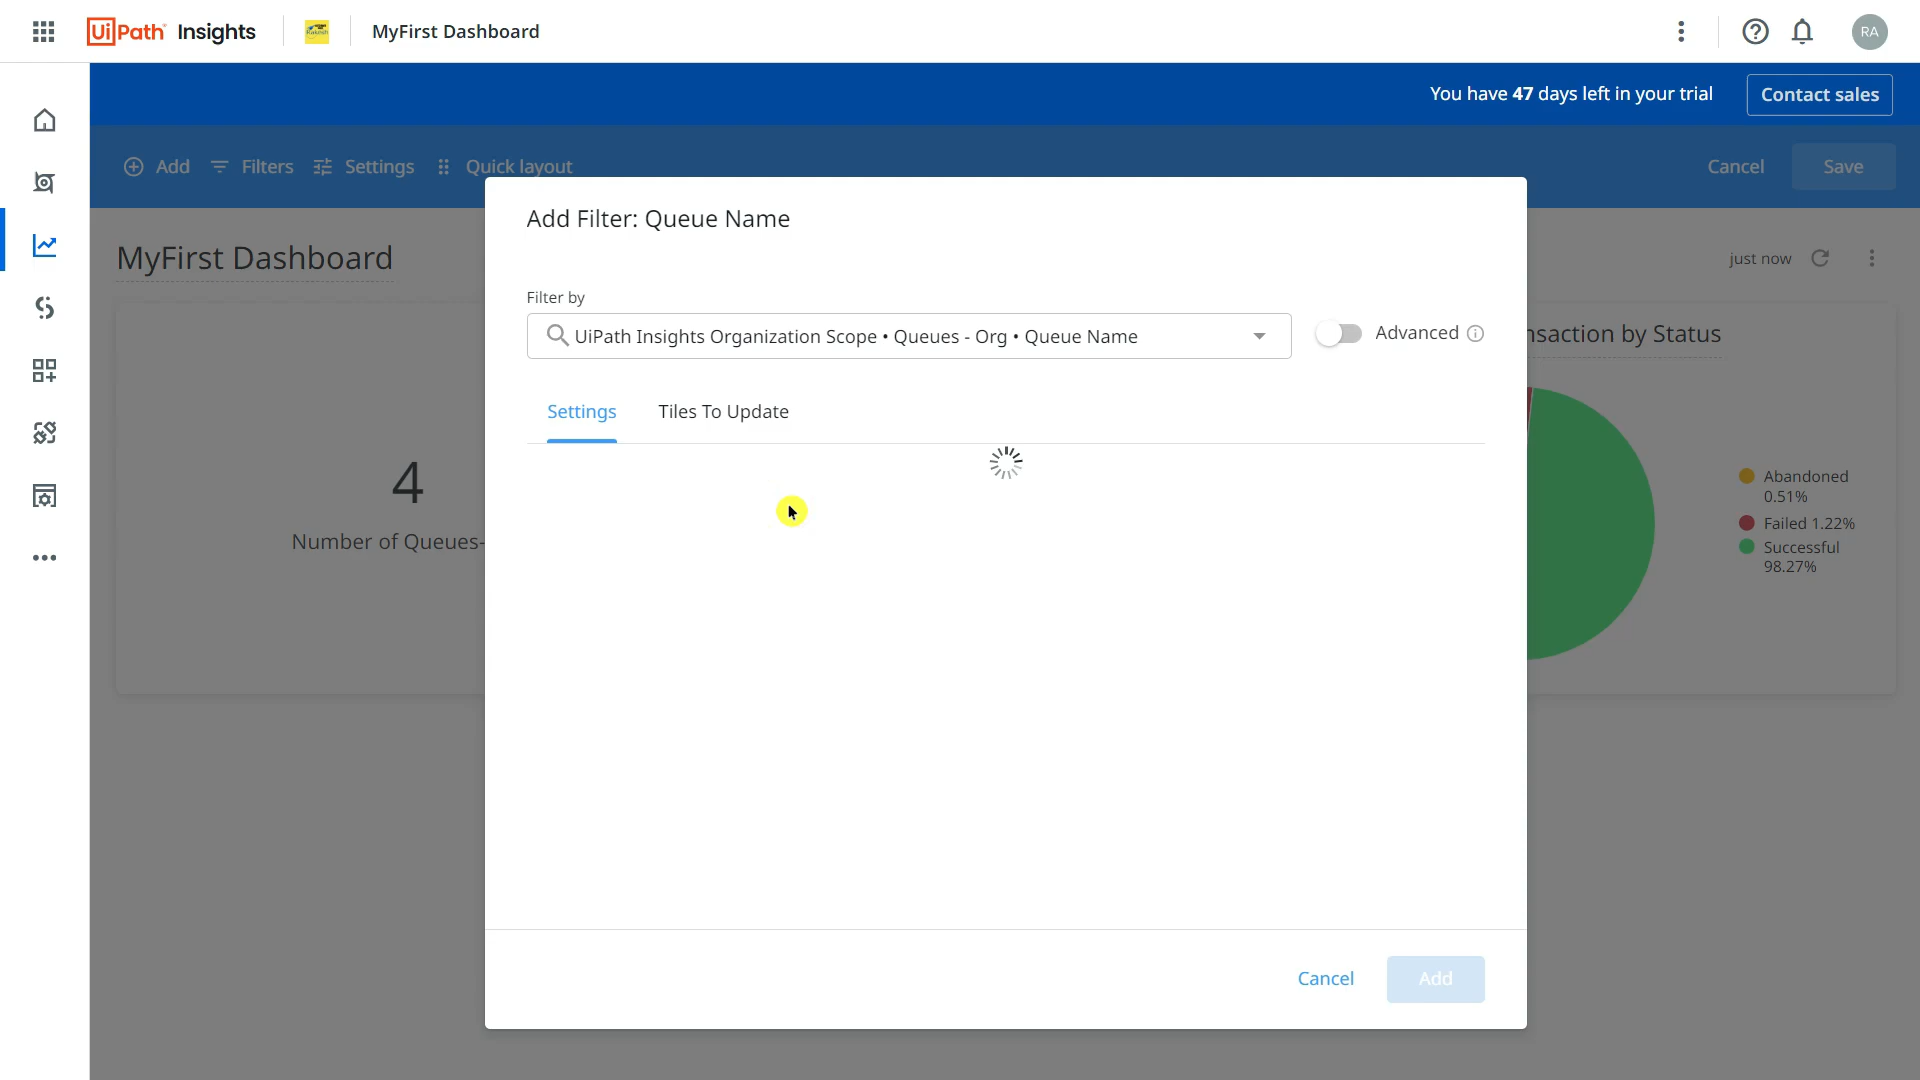 UiPath Insights
MyFirst Dashboard
RA
You have 47 days left in your trial
Contact sales
Add
Filters
Settings
Quick layout
Cancel
Save
MyFirst Dashboard
just now
Add Filter: Queue Name
Filter by
UiPath Insights Organization Scope • Queues - Org • Queue Name
Advanced
Settings
Tiles To Update
4
Number of Queues-
nsaction by Status
Abandoned
0.51%
Failed 1.22%
Successful
98.27%
Cancel
Add